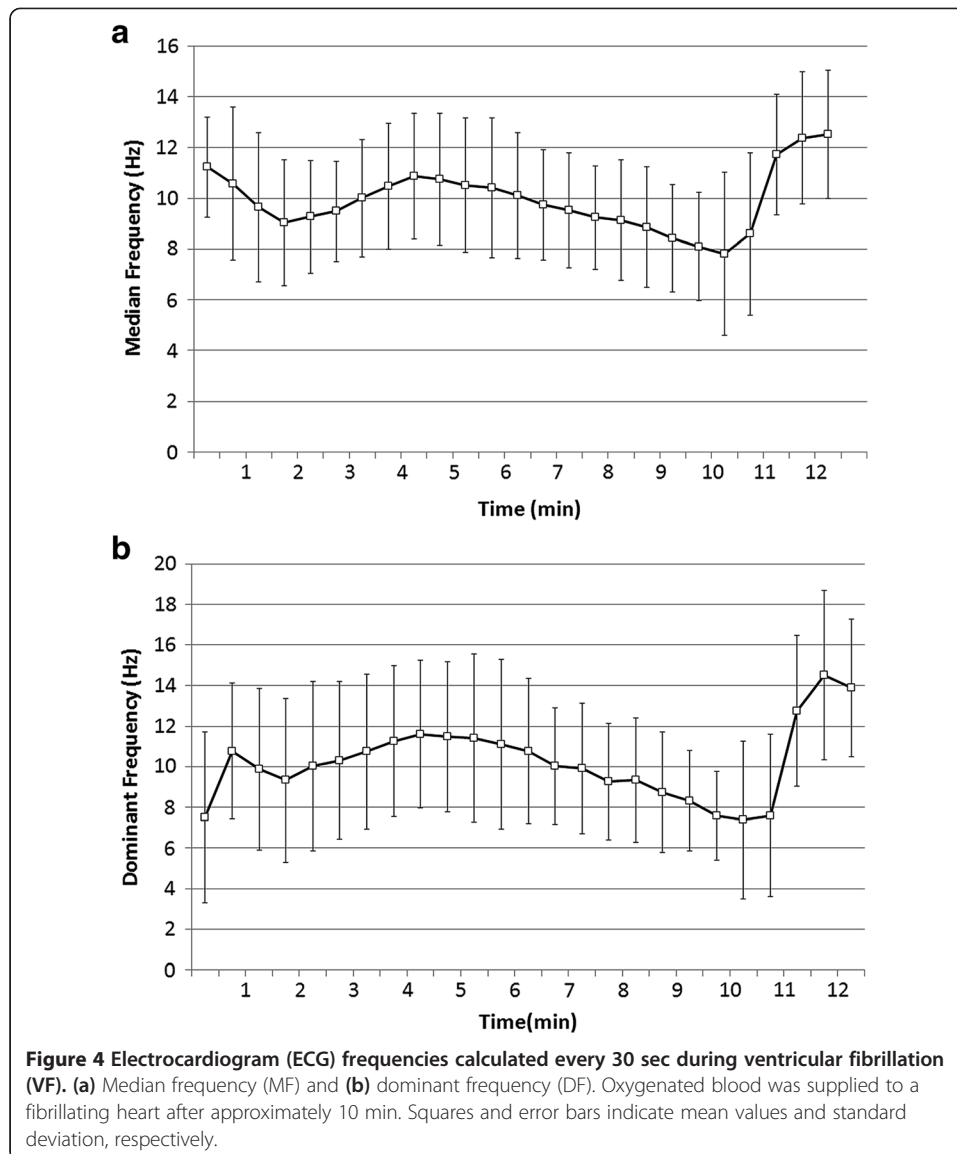 a
16
14
12
10
8
6
4
2
0
Median Frequency (Hz)
1 2 3 4 5 6 7 8 9 10 11 12
Time (min)
b
20
18
16
14
12
10
8
6
4
2
0
Dominant Frequency (Hz)
1 2 3 4 5 6 7 8 9 10 11 12
Time(min)
Figure 4 Electrocardiogram (ECG) frequencies calculated every 30 sec during ventricular fibrillation
(VF). (a) Median frequency (MF) and (b) dominant frequency (DF). Oxygenated blood was supplied to a
fibrillating heart after approximately 10 min. Squares and error bars indicate mean values and standard
deviation, respectively.